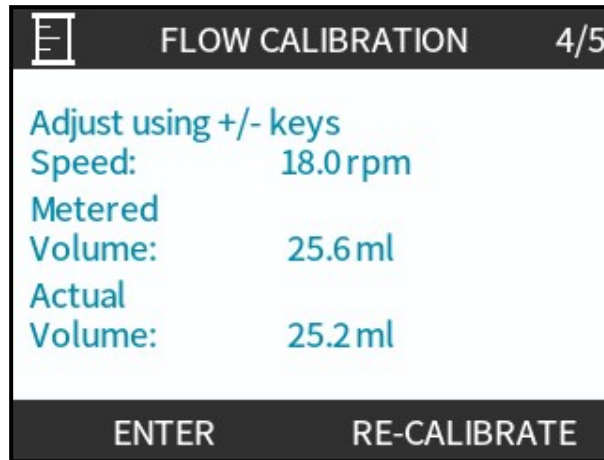 FLOW CALIBRATION 4/5
Adjust using +/- keys
Speed: 18.0 rpm
Metered
Volume: 25.6 ml
Actual
Volume: 25.2 ml
ENTER RE-CALIBRATE